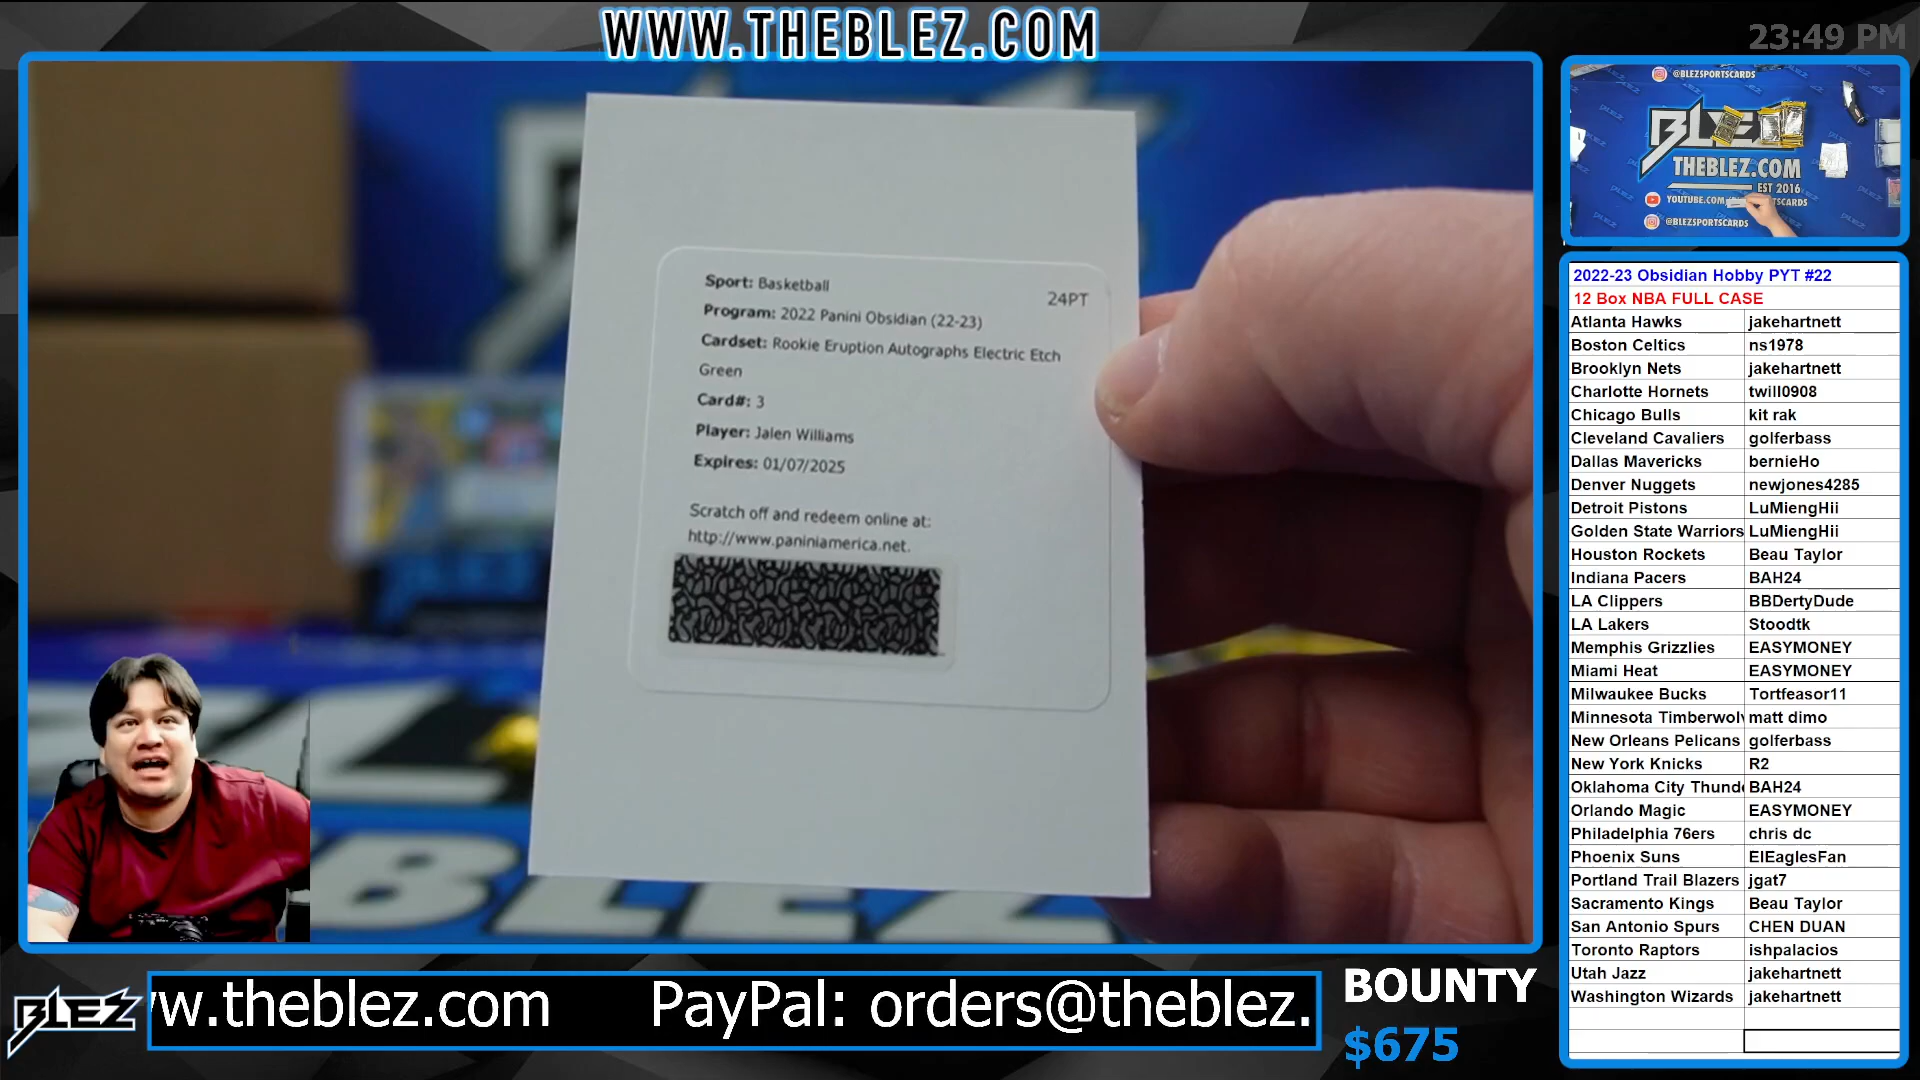 WWW.THEBLEZ.COM
23:49 PM
Sport: Basketball
24PT
Program: 2022 Panini Obsidian (22-23)
Cardset: Rookie Eruption Autographs Electric Etch
Green
Card#: 3
Player: Jalen Williams
Expires: 01/07/2025
Scratch off and redeem online at:
http://www.paniniamerica.net.
@BLEZSPORTSCARDS
BLEZ
THEBLEZ.COM
EST 2016
YOUTUBE.COM
TSCARDS
@BLEZSPORTSCARDS
2022-23 Obsidian Hobby PYT #22
12 Box NBA FULL CASE
Atlanta Hawks jakehartnett
Boston Celtics ns1978
Brooklyn Nets jakehartnett
Charlotte Hornets twill0908
Chicago Bulls kit rak
Cleveland Cavaliers golferbass
Dallas Mavericks bernieHo
Denver Nuggets newjones4285
Detroit Pistons LuMiengHii
Golden State Warriors LuMiengHii
Houston Rockets Beau Taylor
Indiana Pacers BAH24
LA Clippers BBDertyDude
LA Lakers Stoodtk
Memphis Grizzlies EASYMONEY
Miami Heat EASYMONEY
Milwaukee Bucks Tortfeasor11
Minnesota Timberwolv matt dimo
New Orleans Pelicans golferbass
New York Knicks R2
Oklahoma City Thund BAH24
Orlando Magic EASYMONEY
Philadelphia 76ers chris dc
Phoenix Suns ElEaglesFan
Portland Trail Blazers jgat7
Sacramento Kings Beau Taylor
San Antonio Spurs CHEN DUAN
Toronto Raptors ishpalacios
Utah Jazz jakehartnett
Washington Wizards jakehartnett
BLEZ
BLEZ
w.theblez.com PayPal: orders@theblez.
BOUNTY
$675